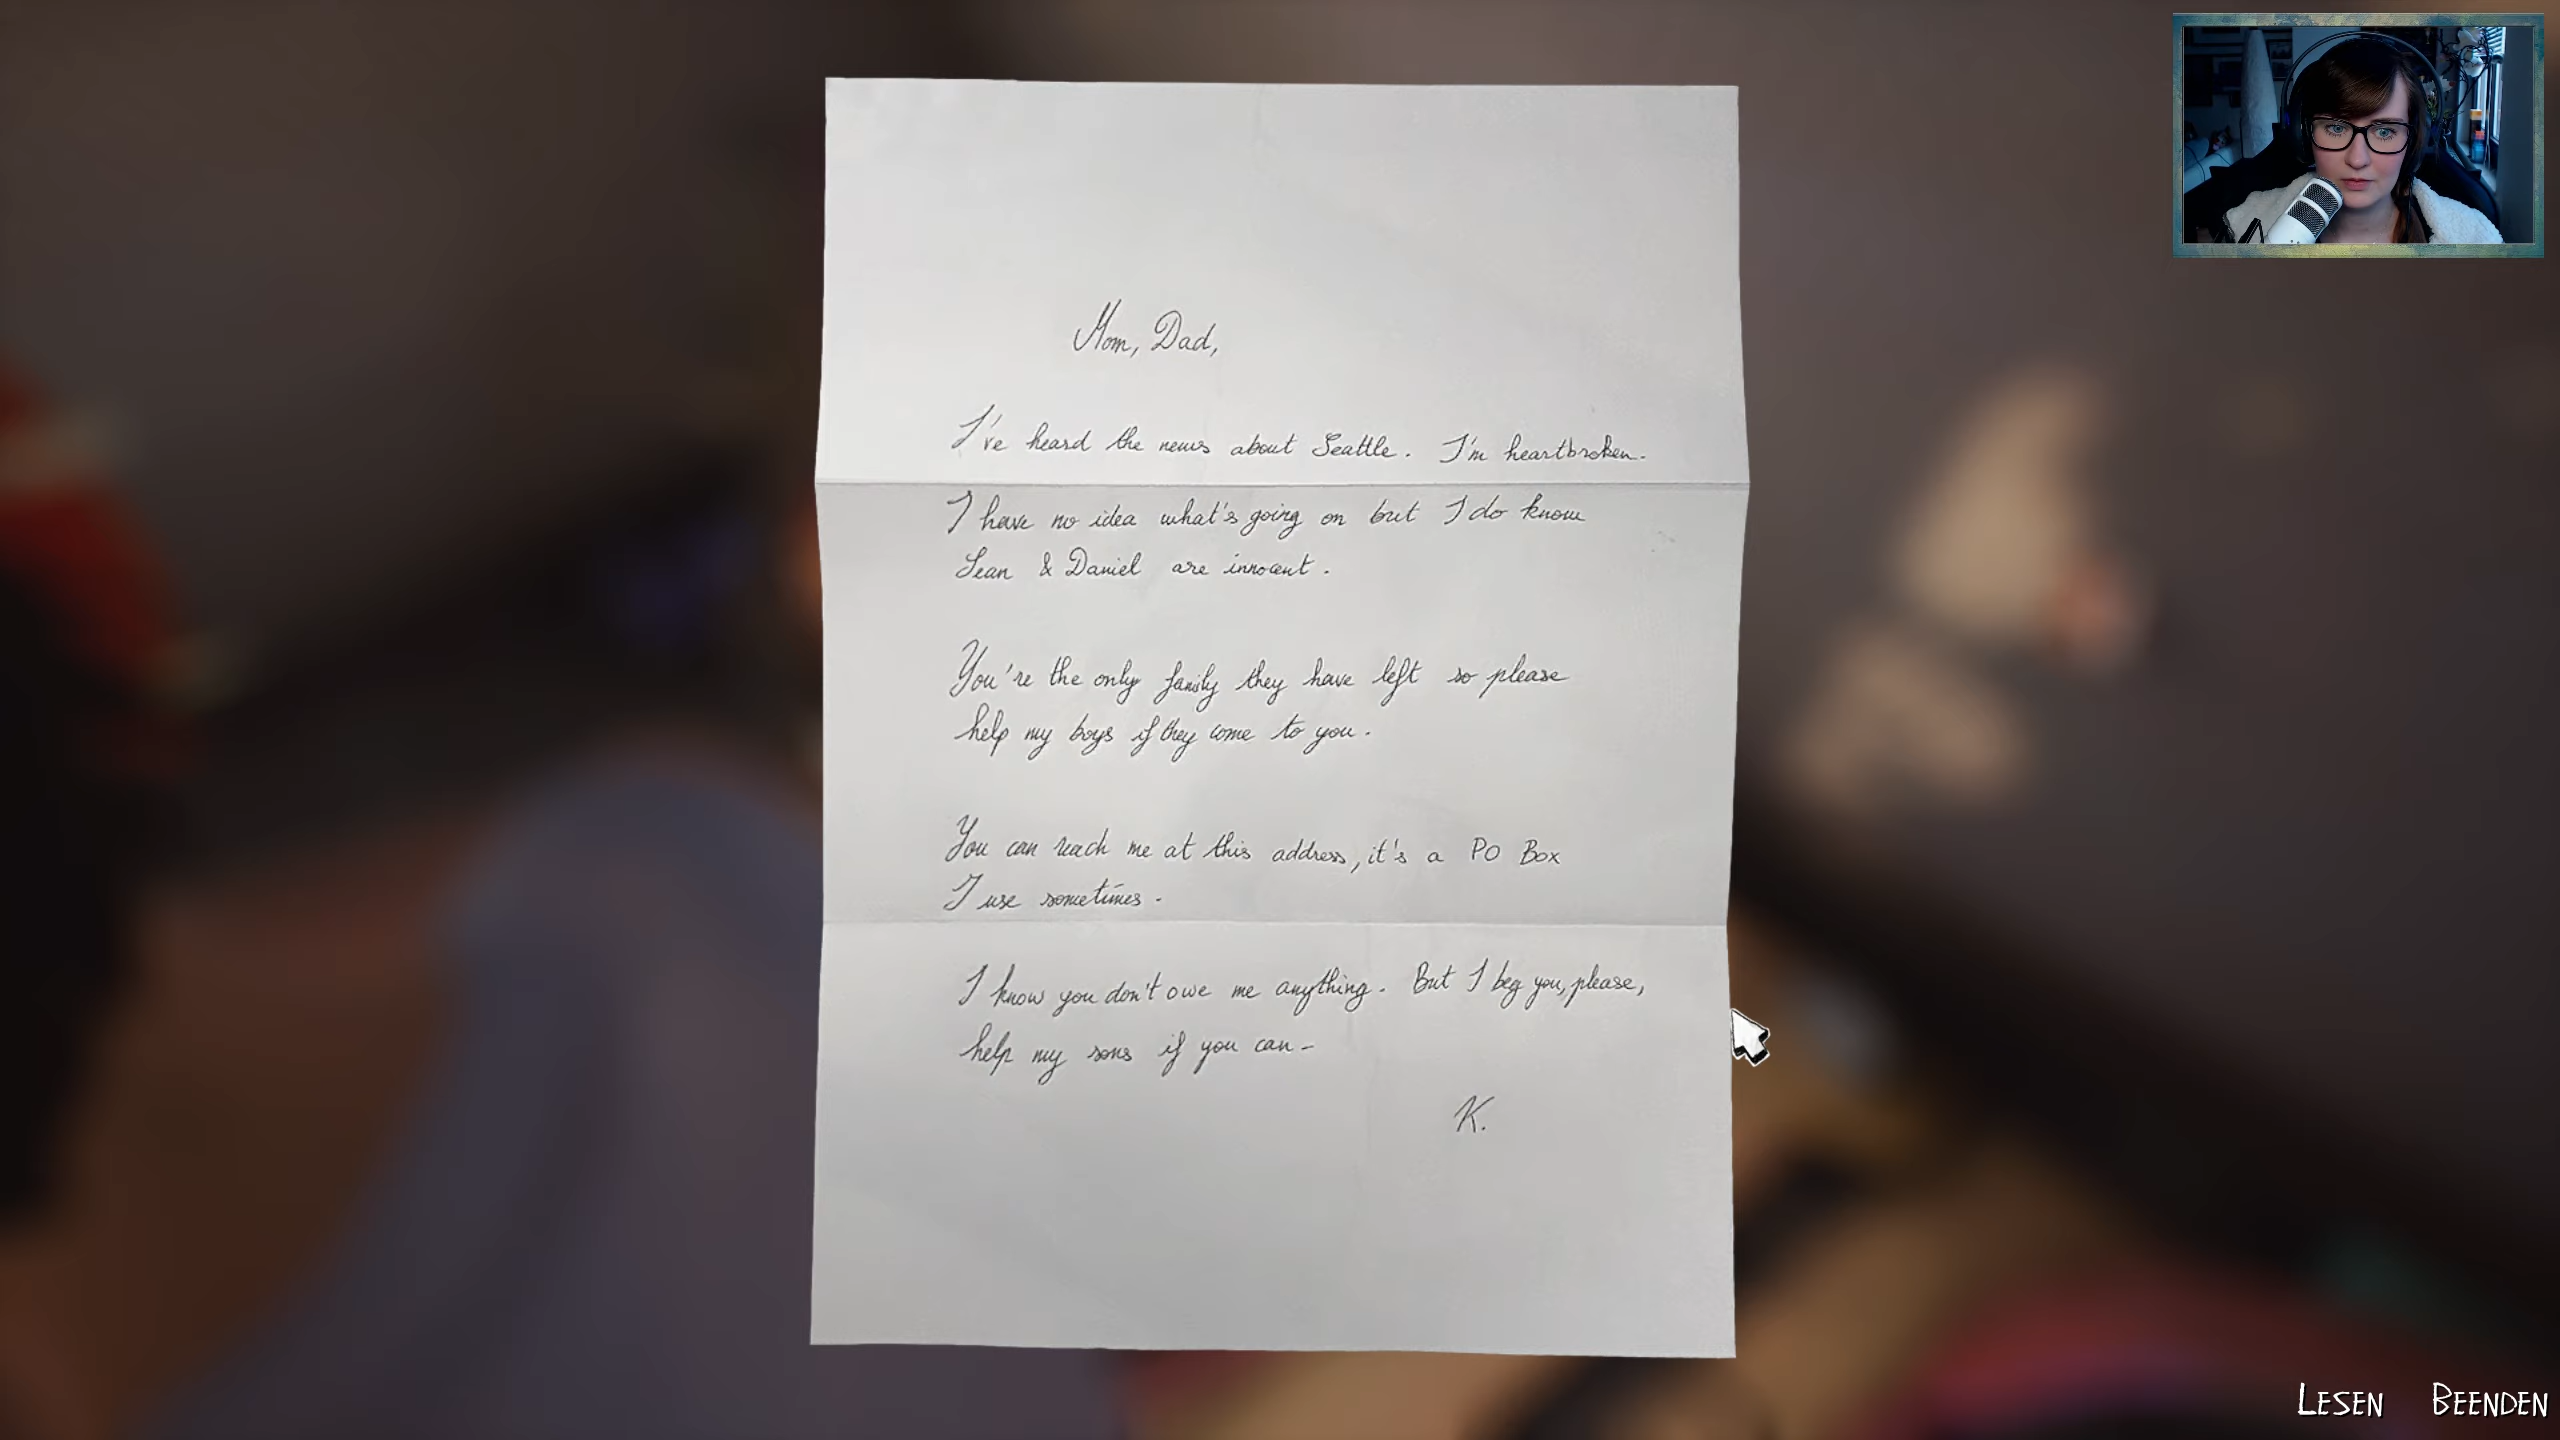 Mom, Dad,
I've heard the news about Seattle. I'm heartbroken.
I have no idea what's going on but I do know
Sean & Daniel are innocent.
You're the only family they have left so please
help my boys if they come to you.
You can reach me at this address, it's a PO Box
I use sometimes.
I know you don't owe me anything. But I beg you, please,
help my sons if you can-
K.
LESEN BEENDEN